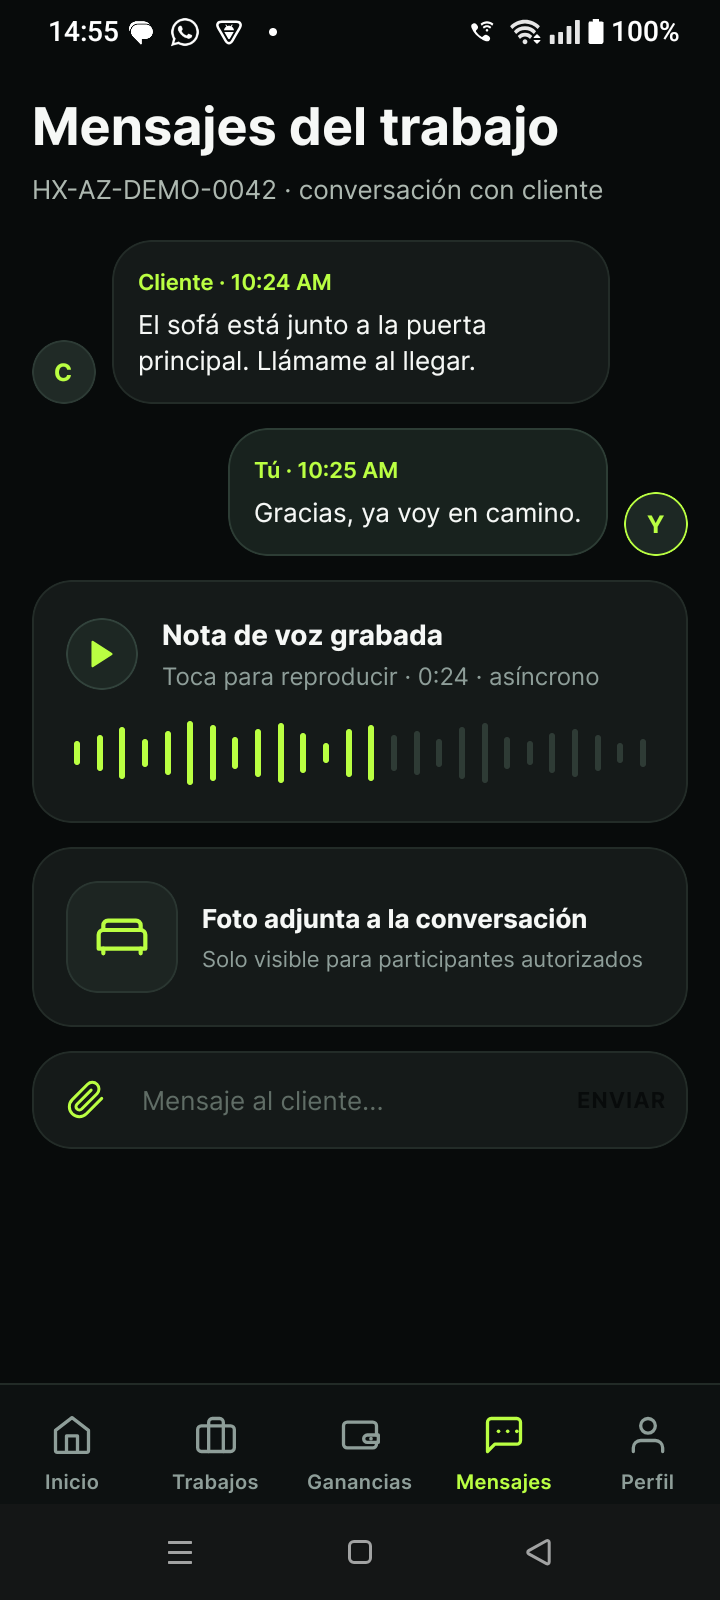 14:55
100%
Mensajes del trabajo
HX-AZ-DEMO-0042 · conversación con cliente
Cliente · 10:24 AM
El sofá está junto a la puerta
principal. Llámame al llegar.
C
Tú · 10:25 AM
Gracias, ya voy en camino.
Y
Nota de voz grabada
Toca para reproducir · 0:24 · asíncrono
Foto adjunta a la conversación
Solo visible para participantes autorizados
Mensaje al cliente...
ENVIAR
Inicio
Trabajos
Ganancias
Mensajes
Perfil